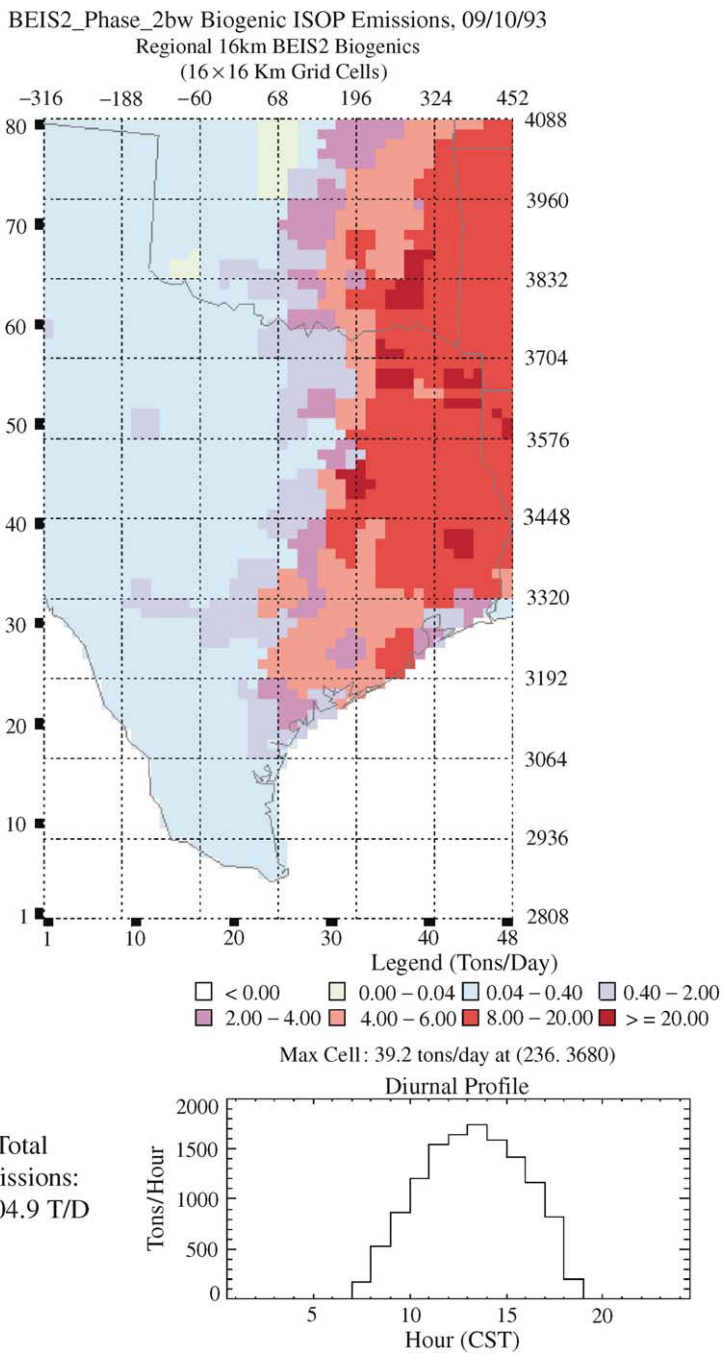 BEIS2_Phase_2bw Biogenic ISOP Emissions, 09/10/93
Regional 16km BEIS2 Biogenics
(16×16 Km Grid Cells)
−316 −188 −60 68 196 324 452
80 4088
3960
70
3832
60
3704
50
3576
40
3448
3320
30
3192
20
3064
10
2936
1 2808
1 10 20 30 40 48
Legend (Tons/Day)
< 0.00 0.00 – 0.04 0.04 – 0.40 0.40 – 2.00
2.00 – 4.00 4.00 – 6.00 8.00 – 20.00 > = 20.00
Max Cell: 39.2 tons/day at (236. 3680)
Diurnal Profile
Total
issions:
04.9 T/D
Tons/Hour
2000
1500
1000
500
0
5 10 15 20
Hour (CST)